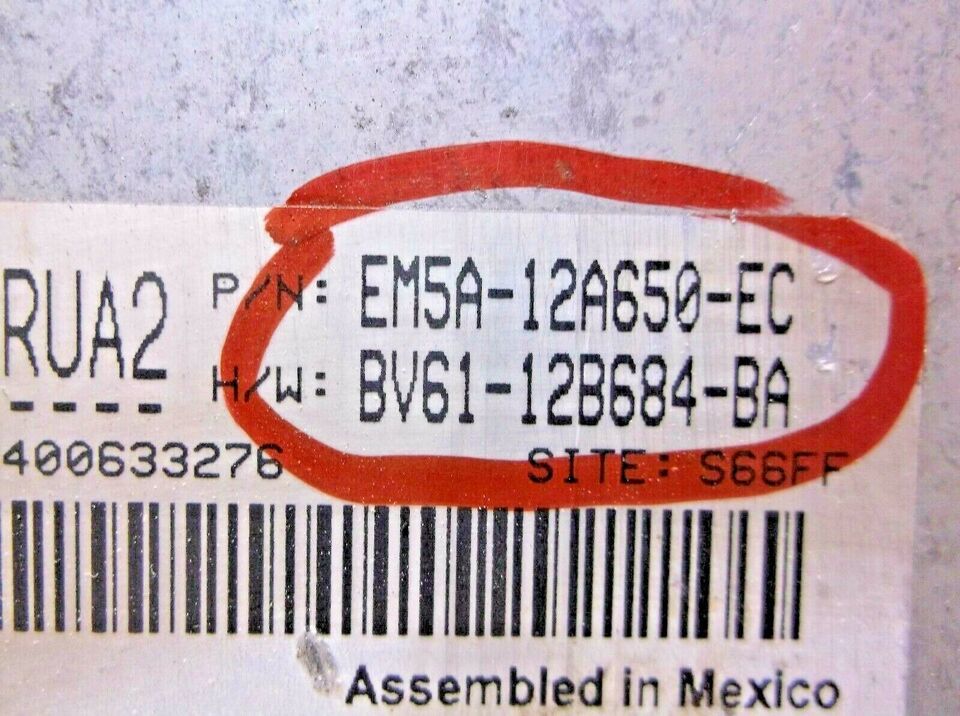 RUA2 P/N: EM5A-12A650-EC
H/W: BV61-12B684-BA
400633276 SITE: S66FF
Assembled in Mexico